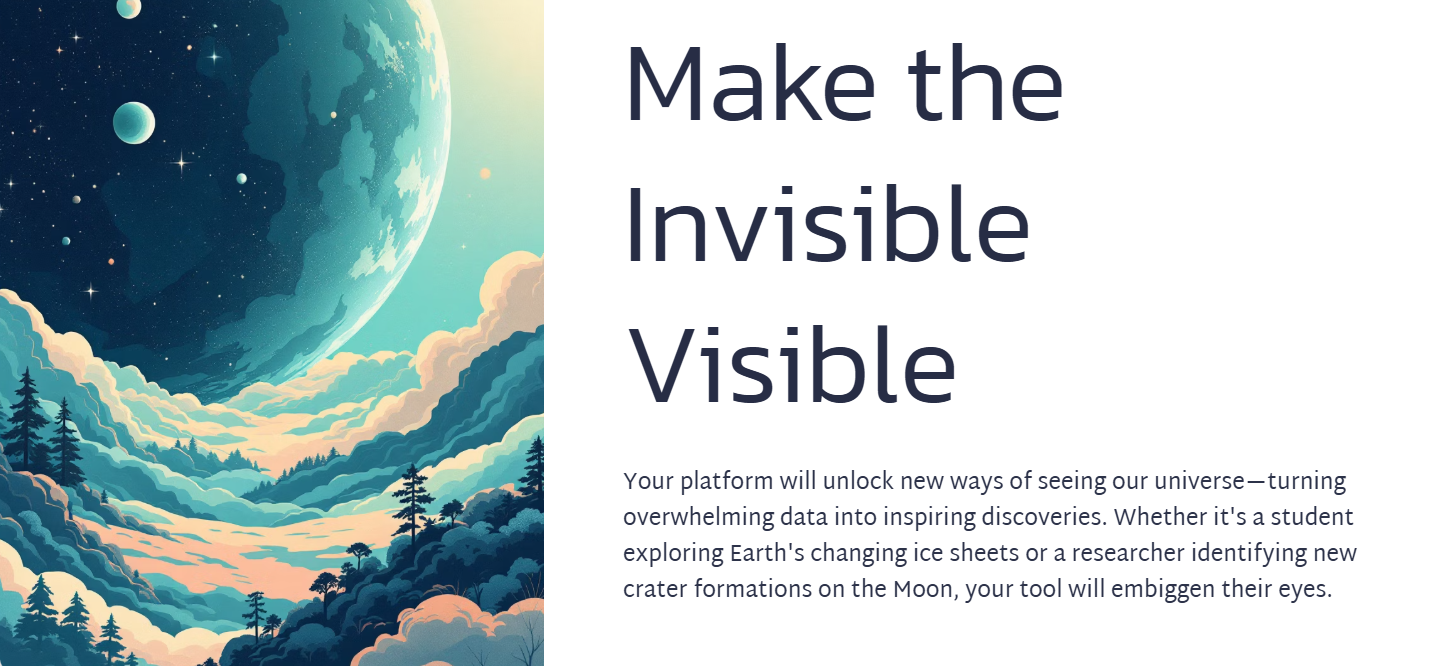 Make the
Invisible
Visible
Your platform will unlock new ways of seeing our universe—turning
overwhelming data into inspiring discoveries. Whether it's a student
exploring Earth's changing ice sheets or a researcher identifying new
crater formations on the Moon, your tool will embiggen their eyes.